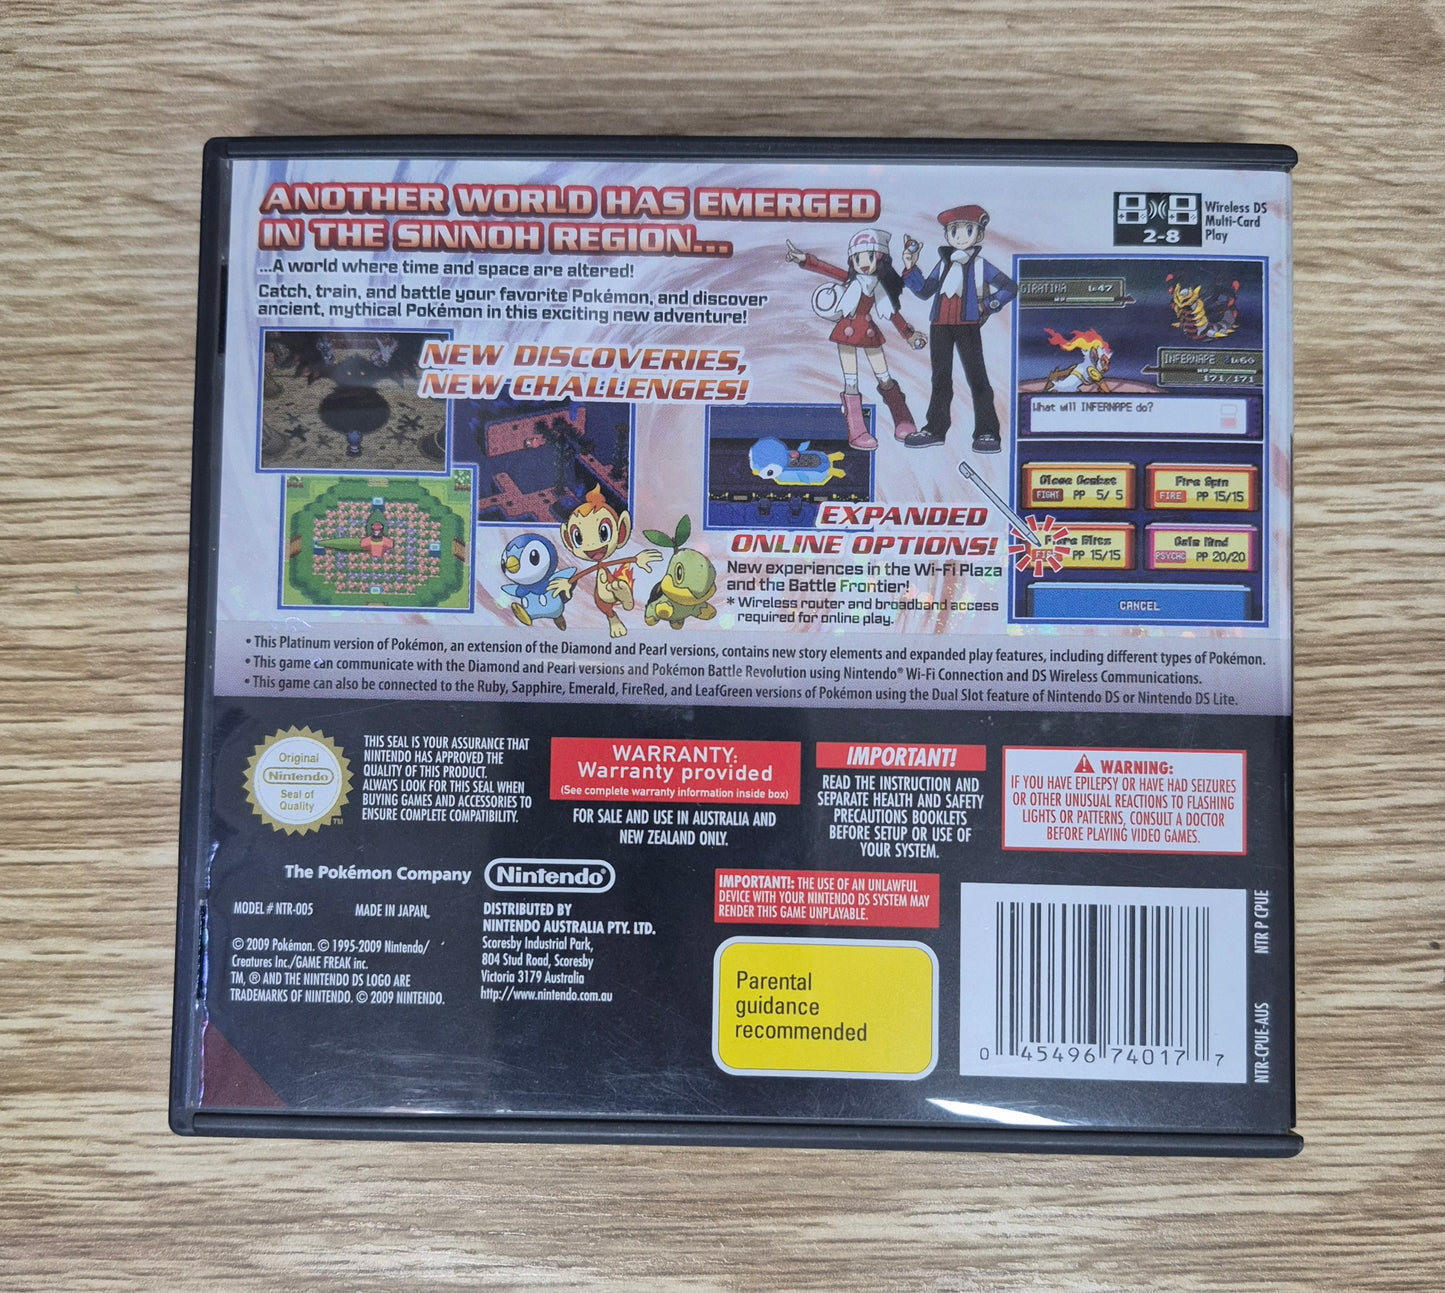 ANOTHER WORLD HAS EMERGED
IN THE SINNOH REGION...
...A world where time and space are altered!
Catch, train, and battle your favorite Pokémon, and discover
ancient, mythical Pokémon in this exciting new adventure!
NEW DISCOVERIES,
NEW CHALLENGES!
2-8
Wireless DS
Multi-Card
Play
GIRATINA Lv47
HP
INFERNAPE Lv66
HP
171/171
What will INFERNAPE do?
Close Combat
FIGHT PP 5/ 5
Fire Spin
FIRE PP 15/15
Flare Blitz
PP 15/15
Calm Mind
PSYCHC PP 20/20
CANCEL
EXPANDED
ONLINE OPTIONS!
New experiences in the Wi-Fi Plaza
and the Battle Frontier!
* Wireless router and broadband access
required for online play.
• This Platinum version of Pokémon, an extension of the Diamond and Pearl versions, contains new story elements and expanded play features, including different types of Pokémon.
• This game can communicate with the Diamond and Pearl versions and Pokémon Battle Revolution using Nintendo® Wi-Fi Connection and DS Wireless Communications.
• This game can also be connected to the Ruby, Sapphire, Emerald, FireRed, and LeafGreen versions of Pokémon using the Dual Slot feature of Nintendo DS or Nintendo DS Lite.
Original
Nintendo
Seal of
Quality
TM
THIS SEAL IS YOUR ASSURANCE THAT
NINTENDO HAS APPROVED THE
QUALITY OF THIS PRODUCT.
ALWAYS LOOK FOR THIS SEAL WHEN
BUYING GAMES AND ACCESSORIES TO
ENSURE COMPLETE COMPATIBILITY.
WARRANTY:
Warranty provided
(See complete warranty information inside box)
FOR SALE AND USE IN AUSTRALIA AND
NEW ZEALAND ONLY.
IMPORTANT!
READ THE INSTRUCTION AND
SEPARATE HEALTH AND SAFETY
PRECAUTIONS BOOKLETS
BEFORE SETUP OR USE OF
YOUR SYSTEM.
WARNING:
IF YOU HAVE EPILEPSY OR HAVE HAD SEIZURES
OR OTHER UNUSUAL REACTIONS TO FLASHING
LIGHTS OR PATTERNS, CONSULT A DOCTOR
BEFORE PLAYING VIDEO GAMES.
The Pokémon Company
Nintendo®
MODEL # NTR-005 MADE IN JAPAN
© 2009 Pokémon. © 1995-2009 Nintendo/
Creatures Inc./GAME FREAK inc.
TM, ® AND THE NINTENDO DS LOGO ARE
TRADEMARKS OF NINTENDO. © 2009 NINTENDO.
DISTRIBUTED BY
NINTENDO AUSTRALIA PTY. LTD.
Scoresby Industrial Park,
804 Stud Road, Scoresby
Victoria 3179 Australia
http://www.nintendo.com.au
IMPORTANT!: THE USE OF AN UNLAWFUL
DEVICE WITH YOUR NINTENDO DS SYSTEM MAY
RENDER THIS GAME UNPLAYABLE.
Parental
guidance
recommended
0 45496 74017 7
NTR-CPUE-AUS
NTR P CPUE